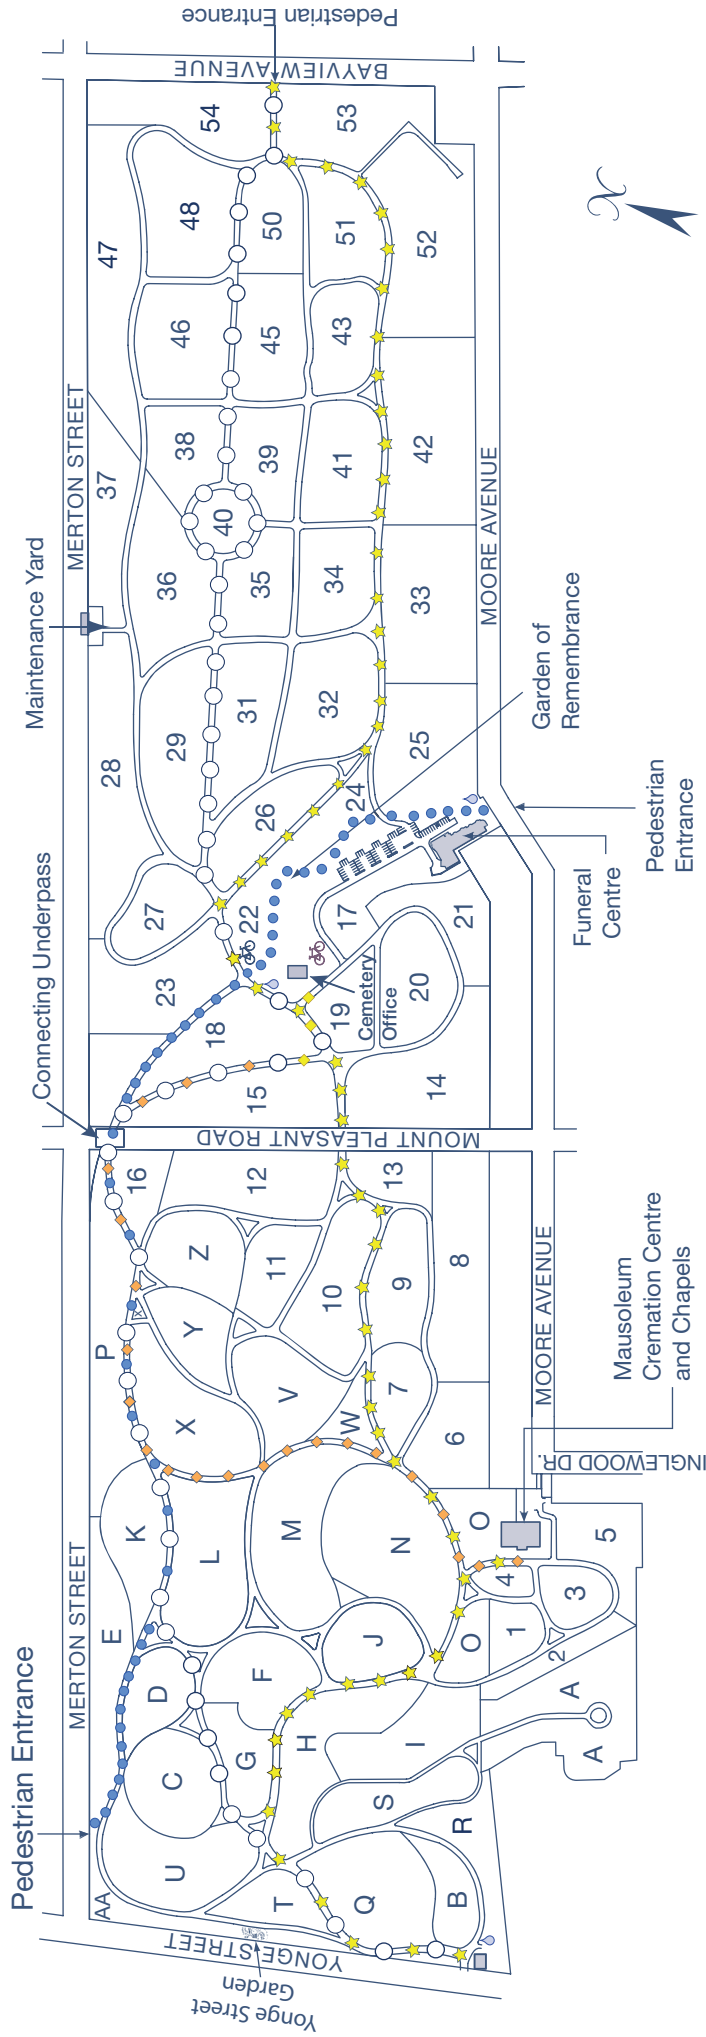 Pedestrian Entrance
BAYVIEW AVENUE
54
53
47
48
50
51
52
46
45
43
MERTON STREET
37
38
39
41
42
40
MOORE AVENUE
Maintenance Yard
36
35
34
33
28
29
31
32
25
Garden of
Remembrance
26
24
27
22
17
21
Funeral
Centre
Pedestrian
Entrance
Connecting Underpass
23
18
19
20
Cemetery
Office
15
14
MOUNT PLEASANT ROAD
16
12
13
Z
11
10
9
8
P
Y
X
V
W
7
6
MOORE AVENUE
Mausoleum
Cremation Centre
and Chapels
INGLEWOOD DR.
K
L
M
N
O
5
4
3
MERTON STREET
E
D
F
J
O
1
2
A
A
C
G
H
I
S
R
Pedestrian Entrance
U
T
Q
B
AA
YONGE STREET
Yonge Street
Garden